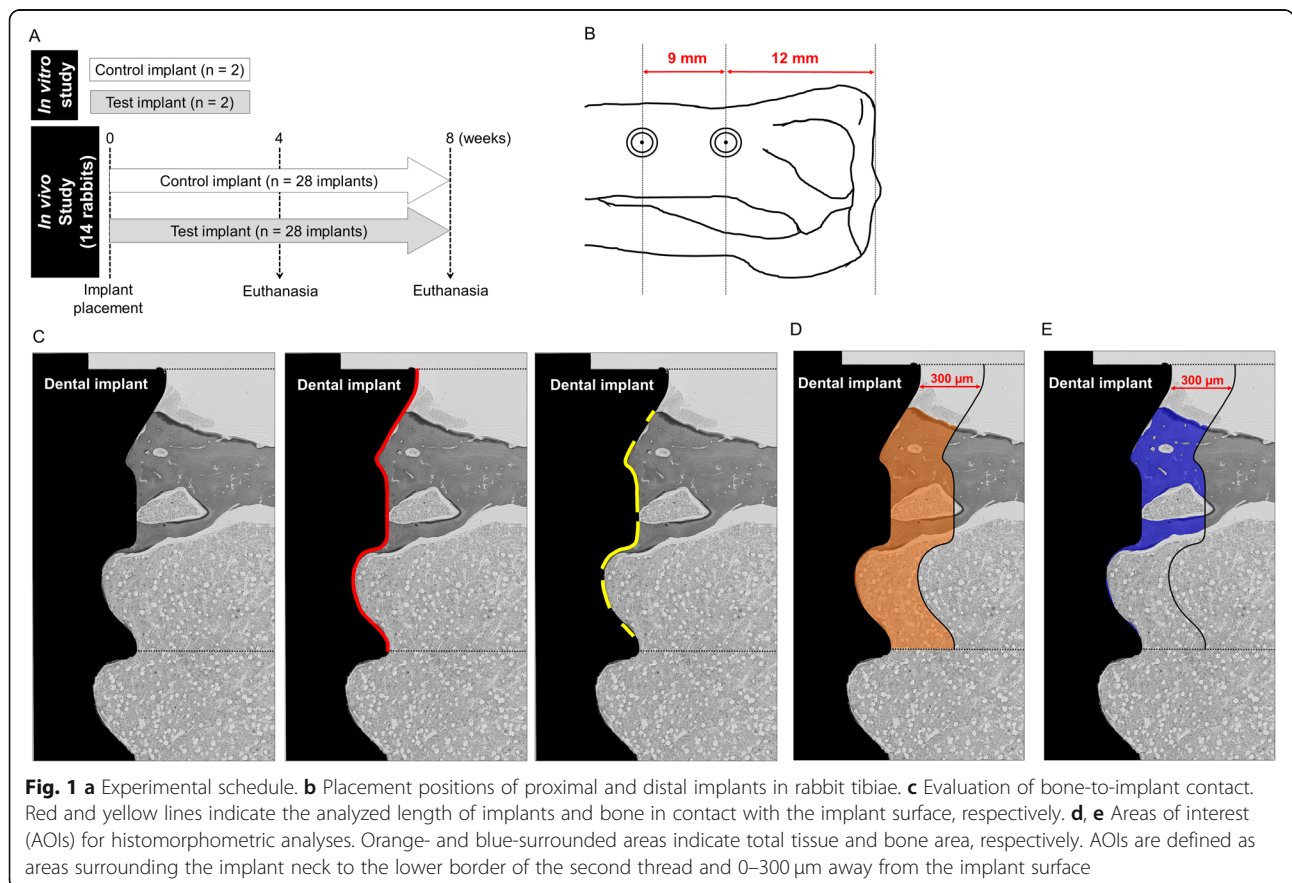 A
In vitro
study
Control implant (n = 2)
Test implant (n = 2)
In vivo
Study
(14 rabbits)
0
4
8 (weeks)
Control implant (n = 28 implants)
Test implant (n = 28 implants)
Implant
placement
Euthanasia
Euthanasia
B
9 mm
12 mm
C
Dental implant
Dental implant
Dental implant
D
Dental implant
300 µm
E
Dental implant
300 µm
Fig. 1 a Experimental schedule. b Placement positions of proximal and distal implants in rabbit tibiae. c Evaluation of bone-to-implant contact.
Red and yellow lines indicate the analyzed length of implants and bone in contact with the implant surface, respectively. d, e Areas of interest
(AOIs) for histomorphometric analyses. Orange- and blue-surrounded areas indicate total tissue and bone area, respectively. AOIs are defined as
areas surrounding the implant neck to the lower border of the second thread and 0–300 µm away from the implant surface